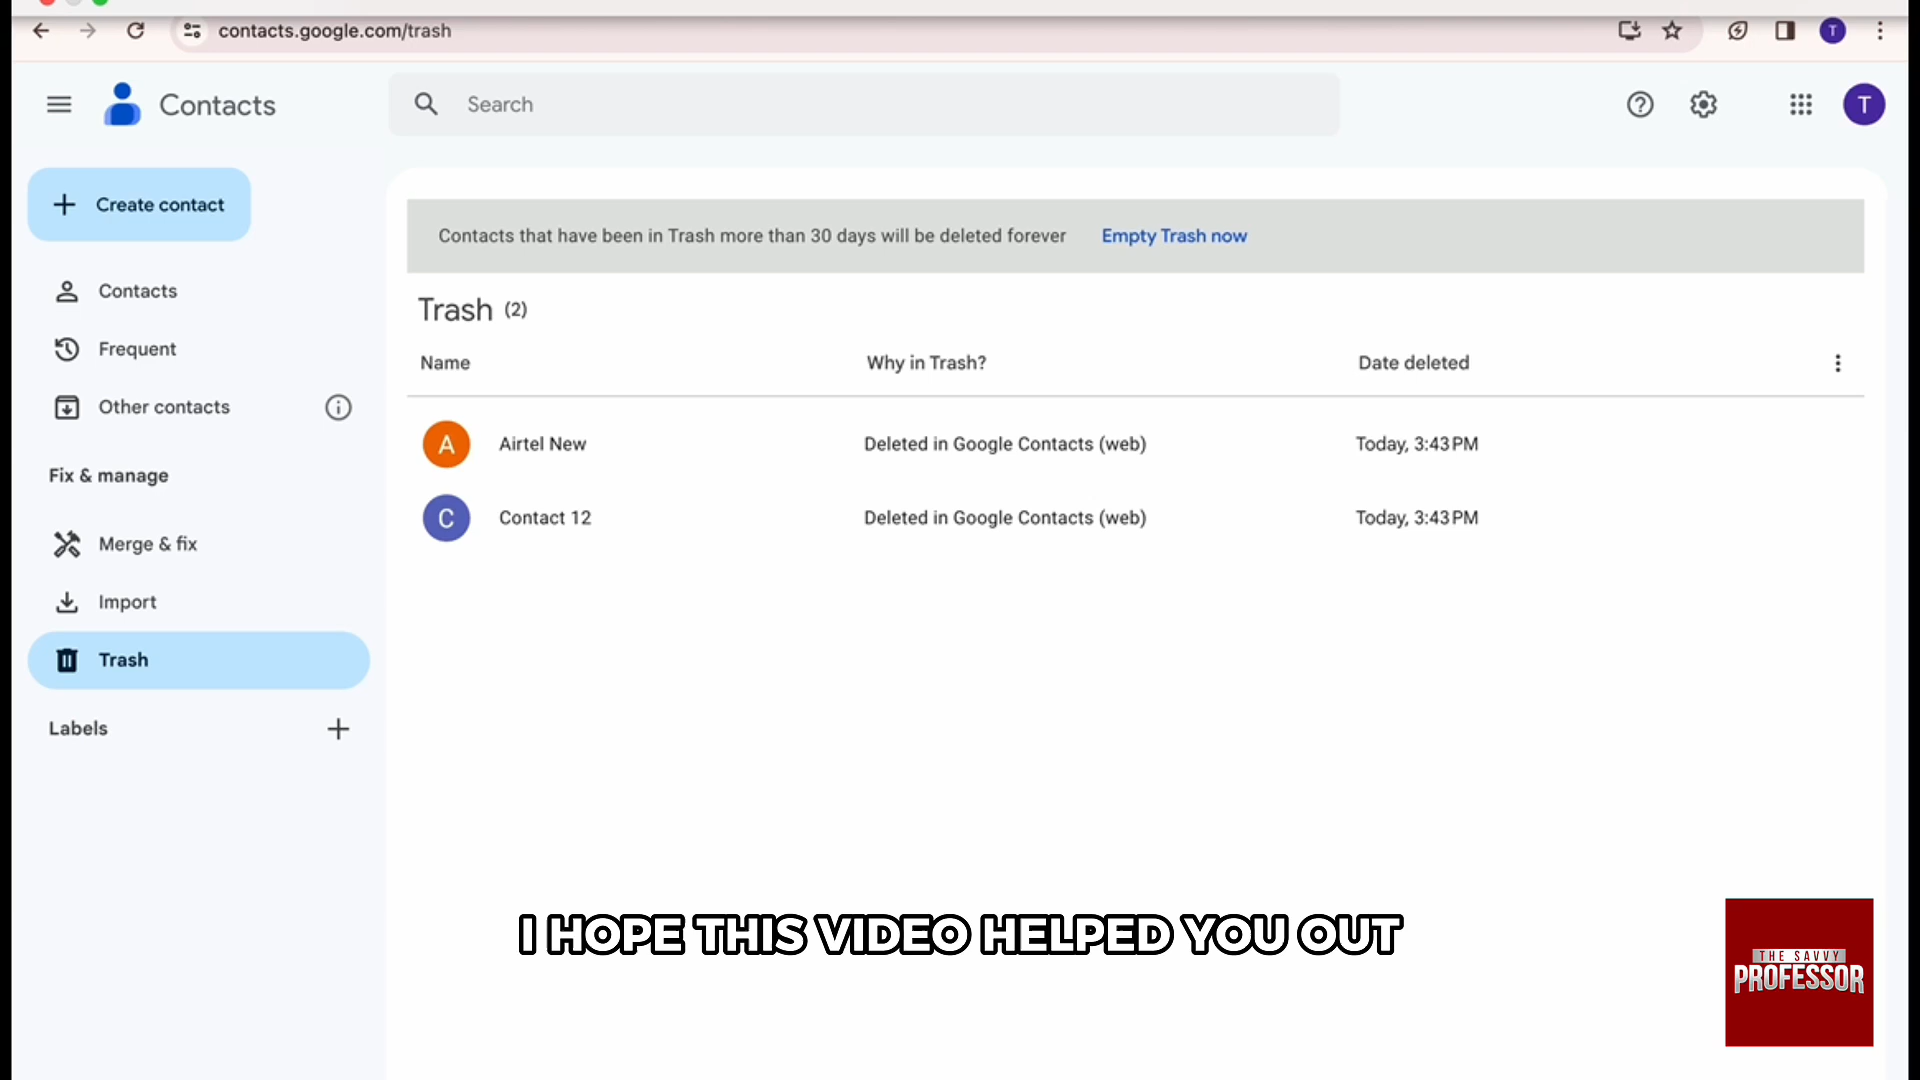 contacts.google.com/trash
T
Contacts
Search
T
Create contact
Contacts that have been in Trash more than 30 days will be deleted forever Empty Trash now
Contacts
Trash (2)
Frequent
Name Why in Trash? Date deleted
Other contacts
A Airtel New Deleted in Google Contacts (web) Today, 3:43 PM
Fix & manage
C Contact 12 Deleted in Google Contacts (web) Today, 3:43 PM
Merge & fix
Import
Trash
Labels
I HOPE THIS VIDEO HELPED YOU OUT
THE SAVVY
PROFESSOR